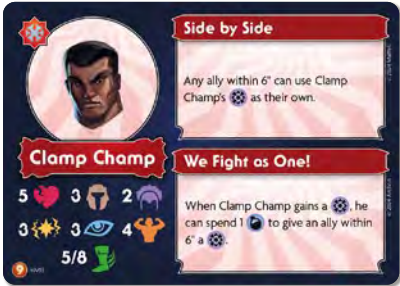 Side by Side
Any ally within 6" can use Clamp
Champ's as their own.
Clamp Champ
5 3 2
3 3 4
5/8
9
We Fight as One!
When Clamp Champ gains a , he
can spend 1 to give an ally within
6" a .